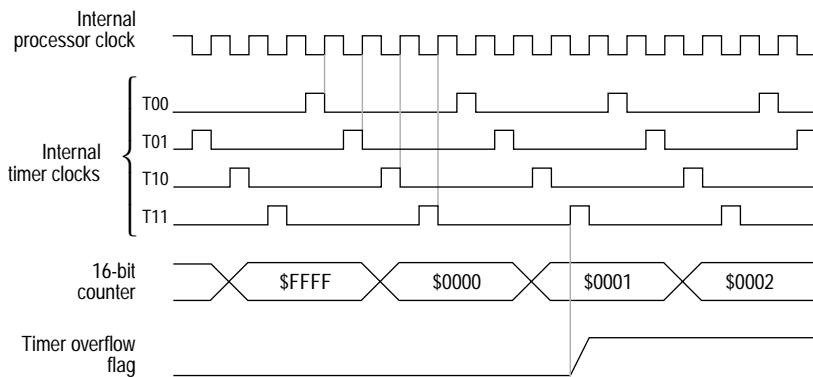 Internal
processor clock
T00
T01
Internal
timer clocks
T10
T11
16-bit
counter
$FFFF
$0000
$0001
$0002
Timer overflow
flag